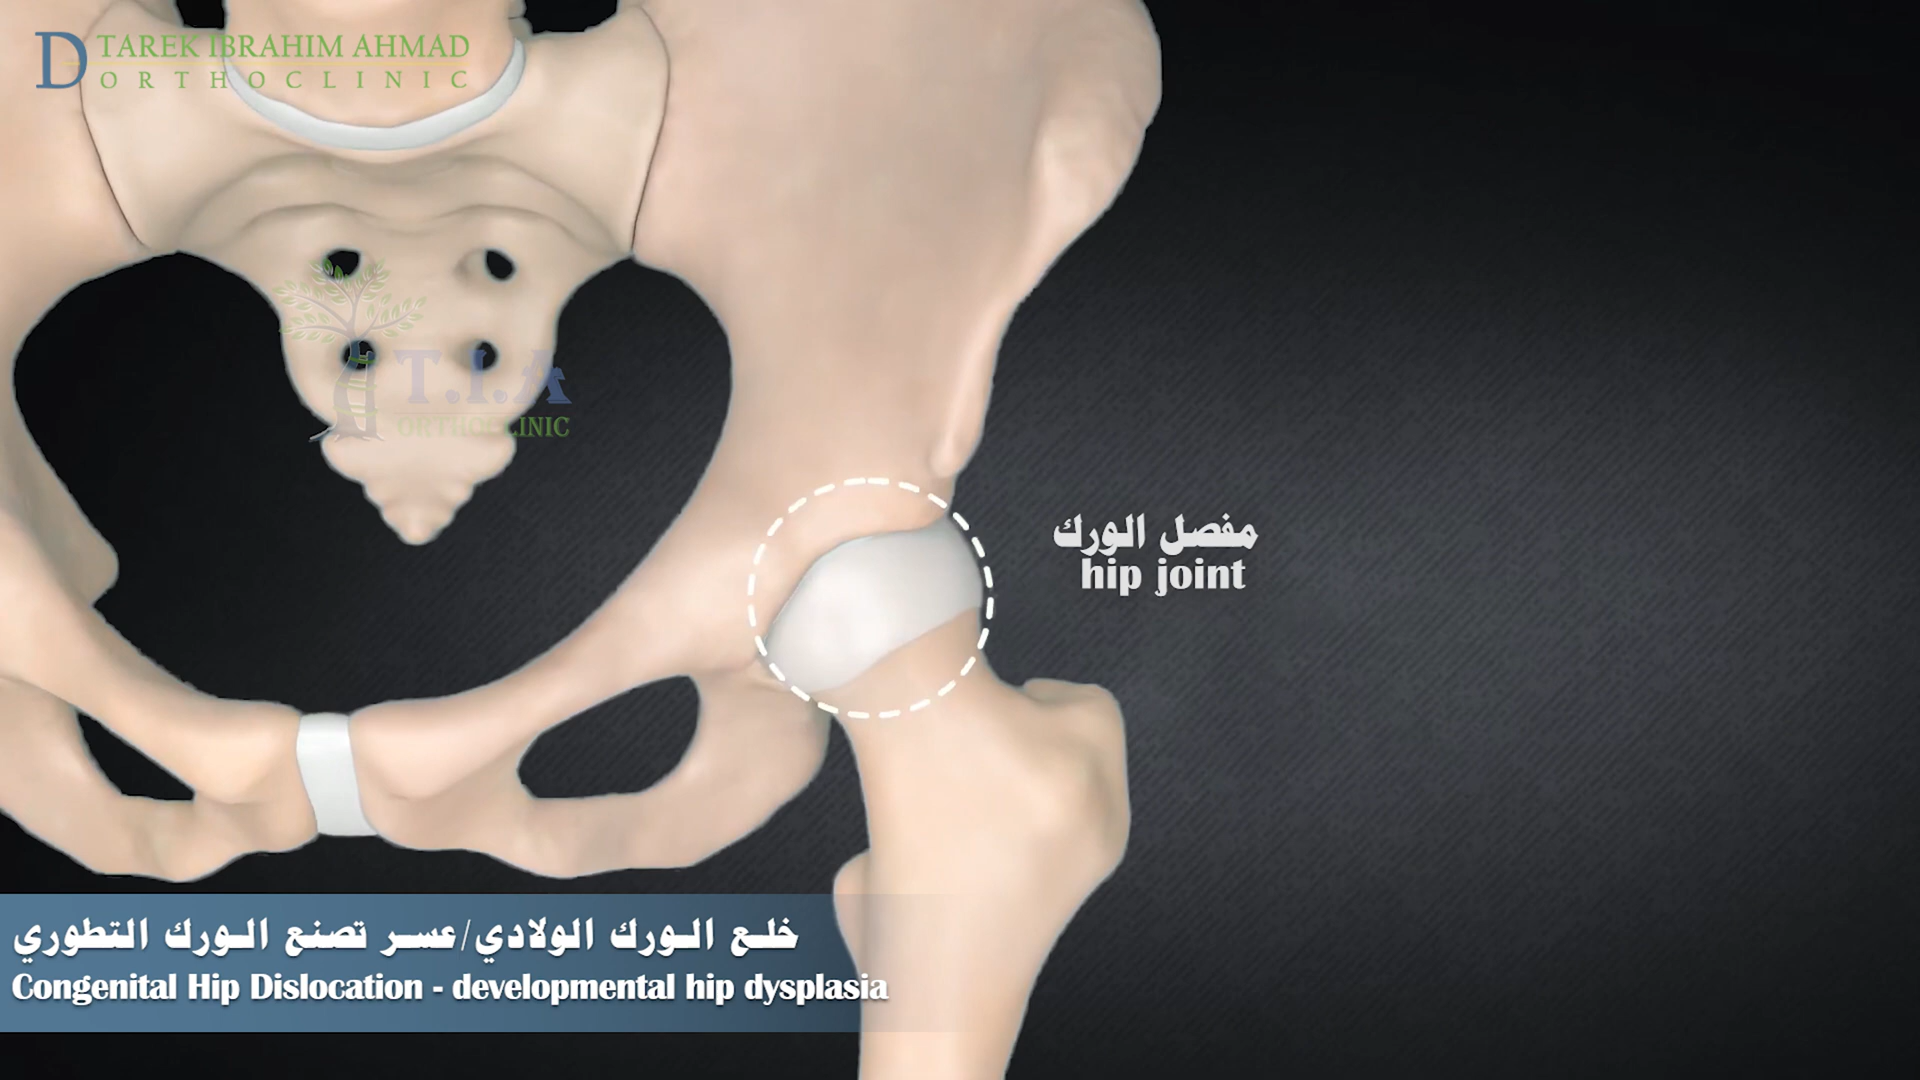 D TAREK IBRAHIM AHMAD
ORTHOCLINIC
T.I.A
ORTHOCLINIC
مفصل الورك
hip joint
خلع الورك الولادي/عسر تصنع الورك التطوري
Congenital Hip Dislocation - developmental hip dysplasia